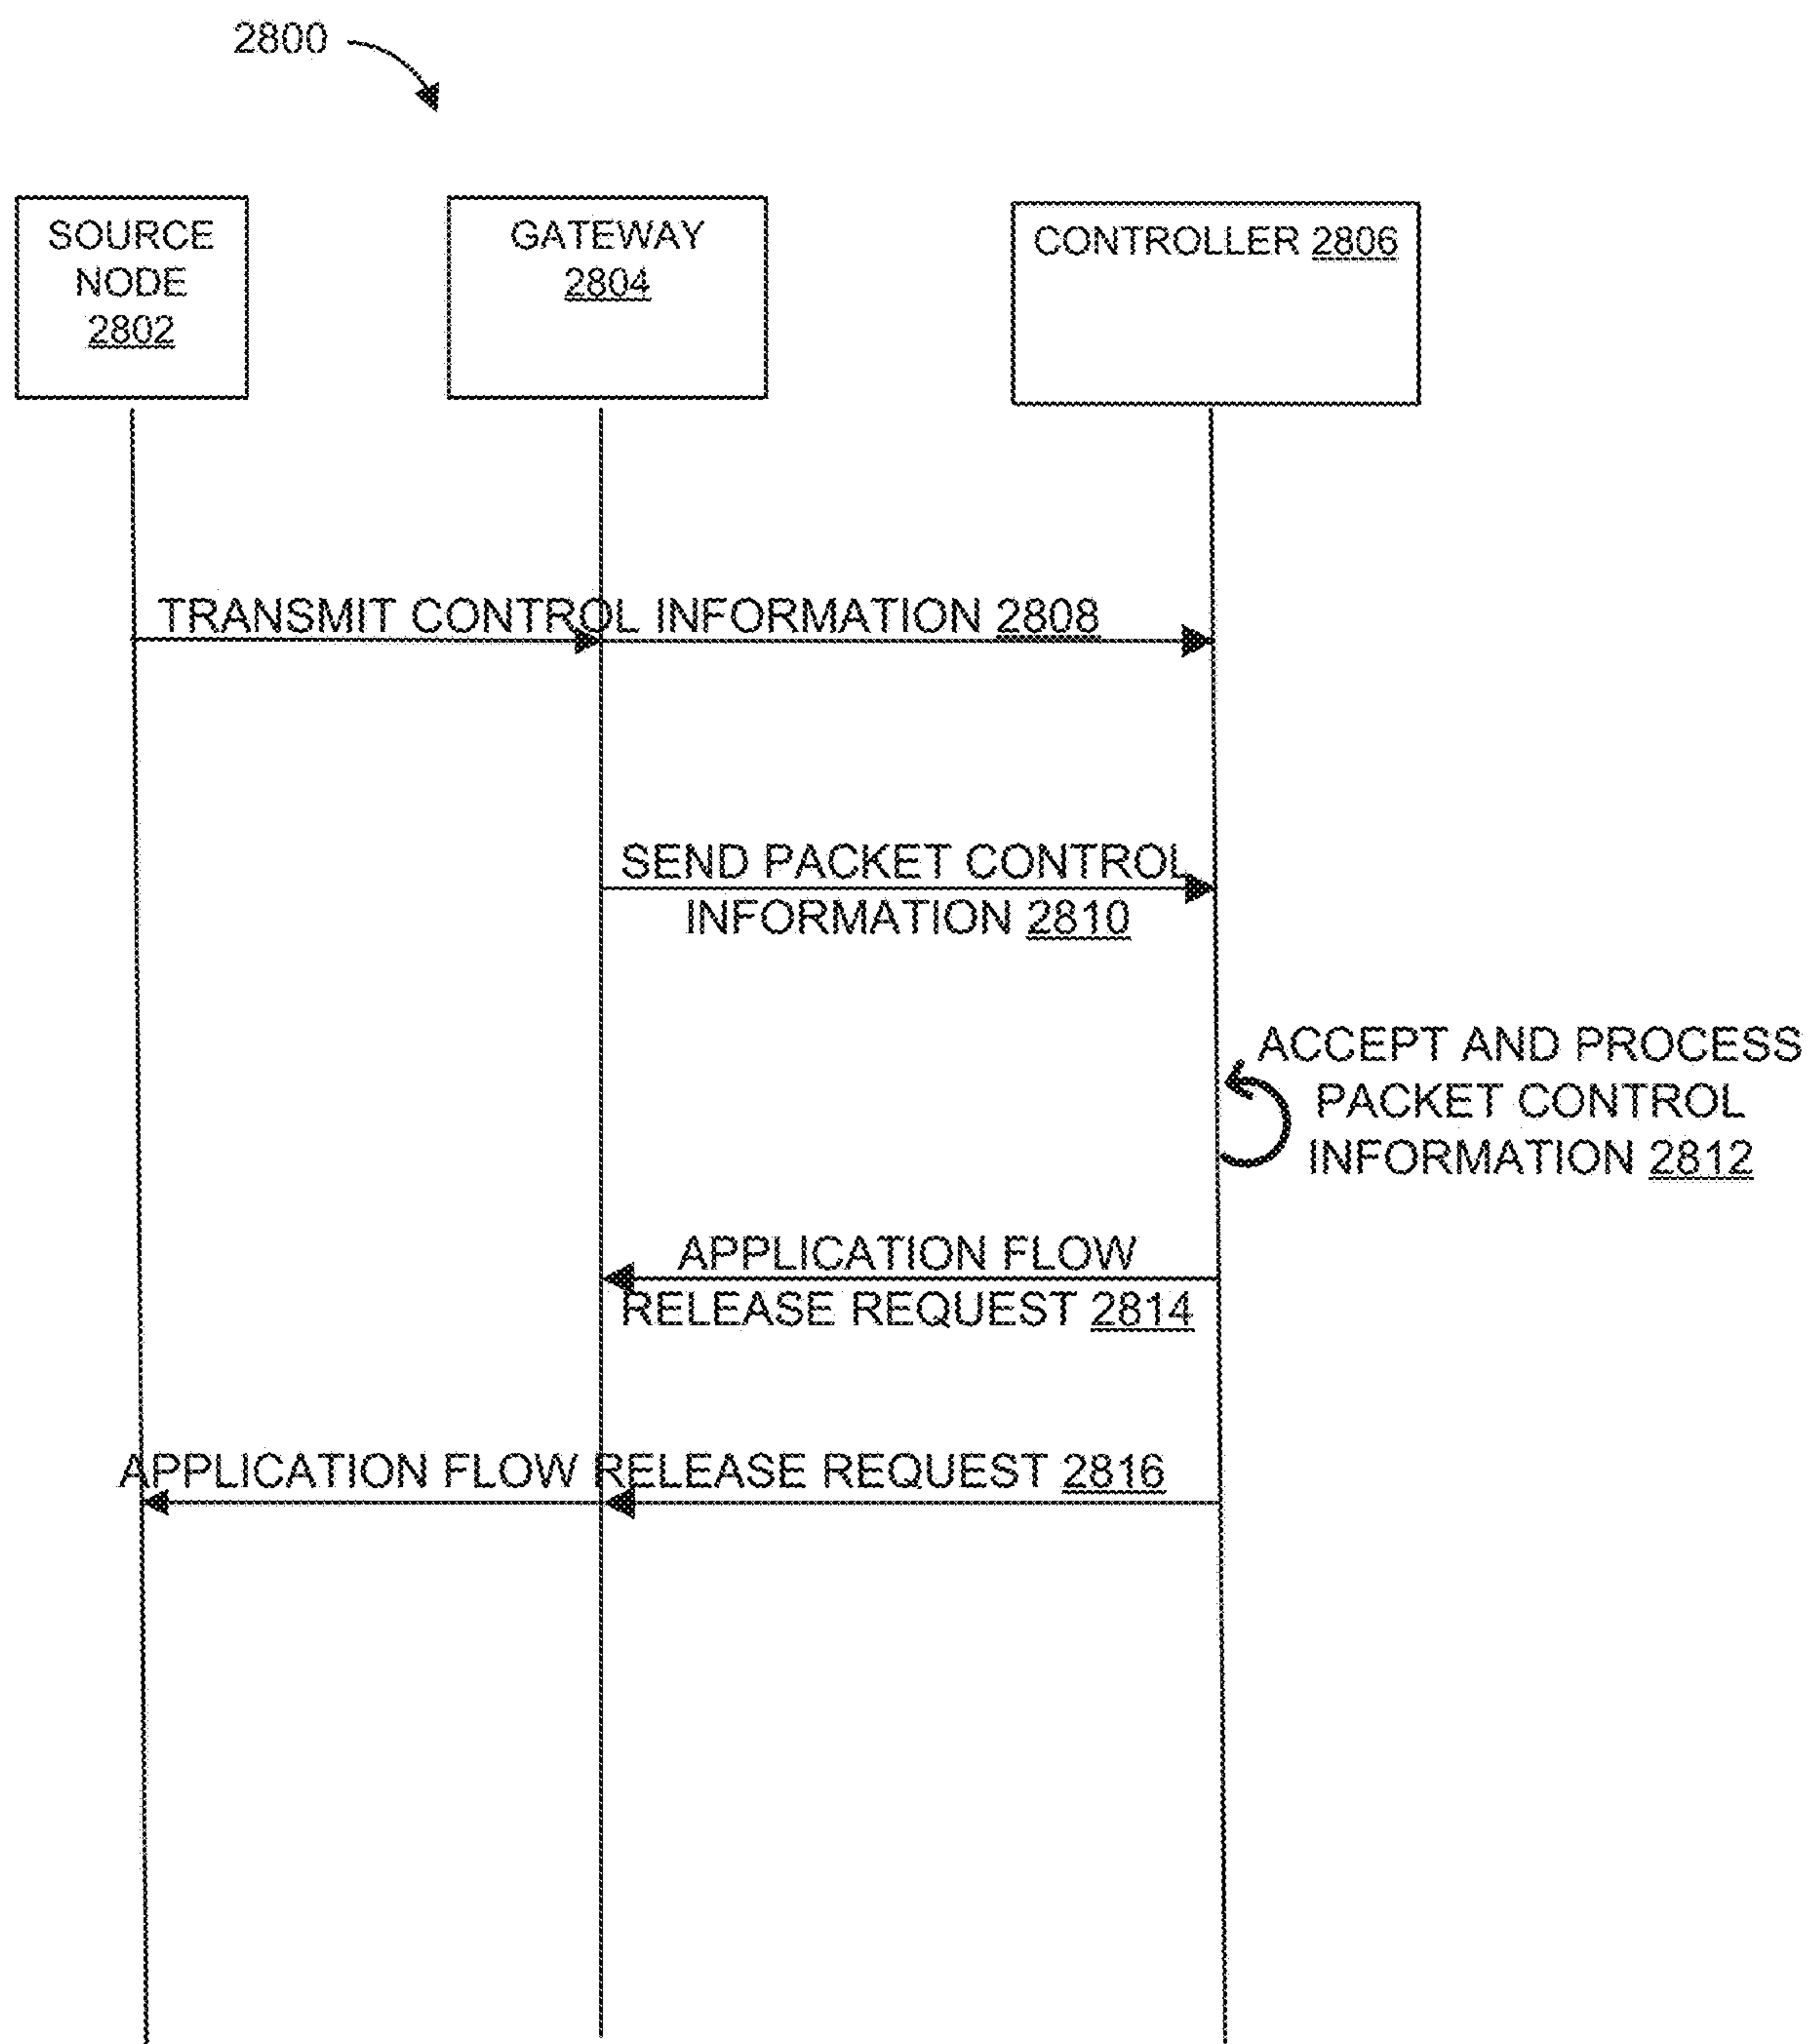 2800
SOURCE
NODE
2802
GATEWAY
2804
CONTROLLER 2806
TRANSMIT CONTROL INFORMATION 2808
SEND PACKET CONTROL
INFORMATION 2810
ACCEPT AND PROCESS
PACKET CONTROL
INFORMATION 2812
APPLICATION FLOW
RELEASE REQUEST 2814
APPLICATION FLOW RELEASE REQUEST 2816